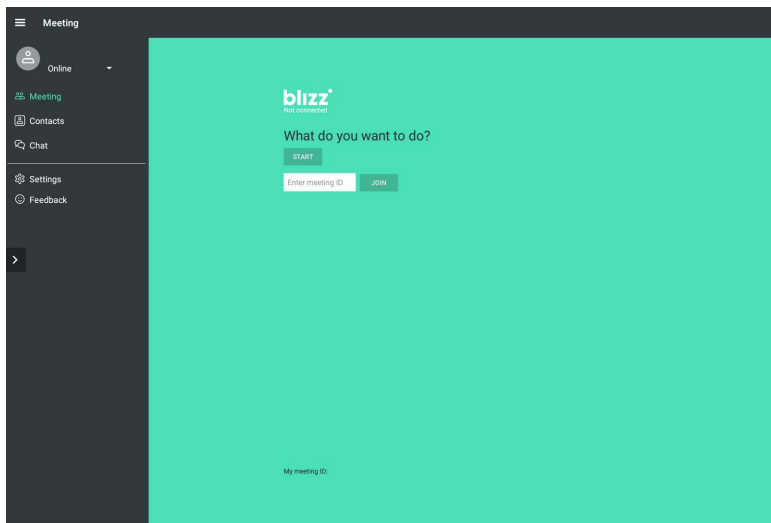 Meeting
Online
Meeting
Contacts
Chat
Settings
Feedback
blizz
Not connected
What do you want to do?
START
Enter meeting ID
JOIN
My meeting ID: